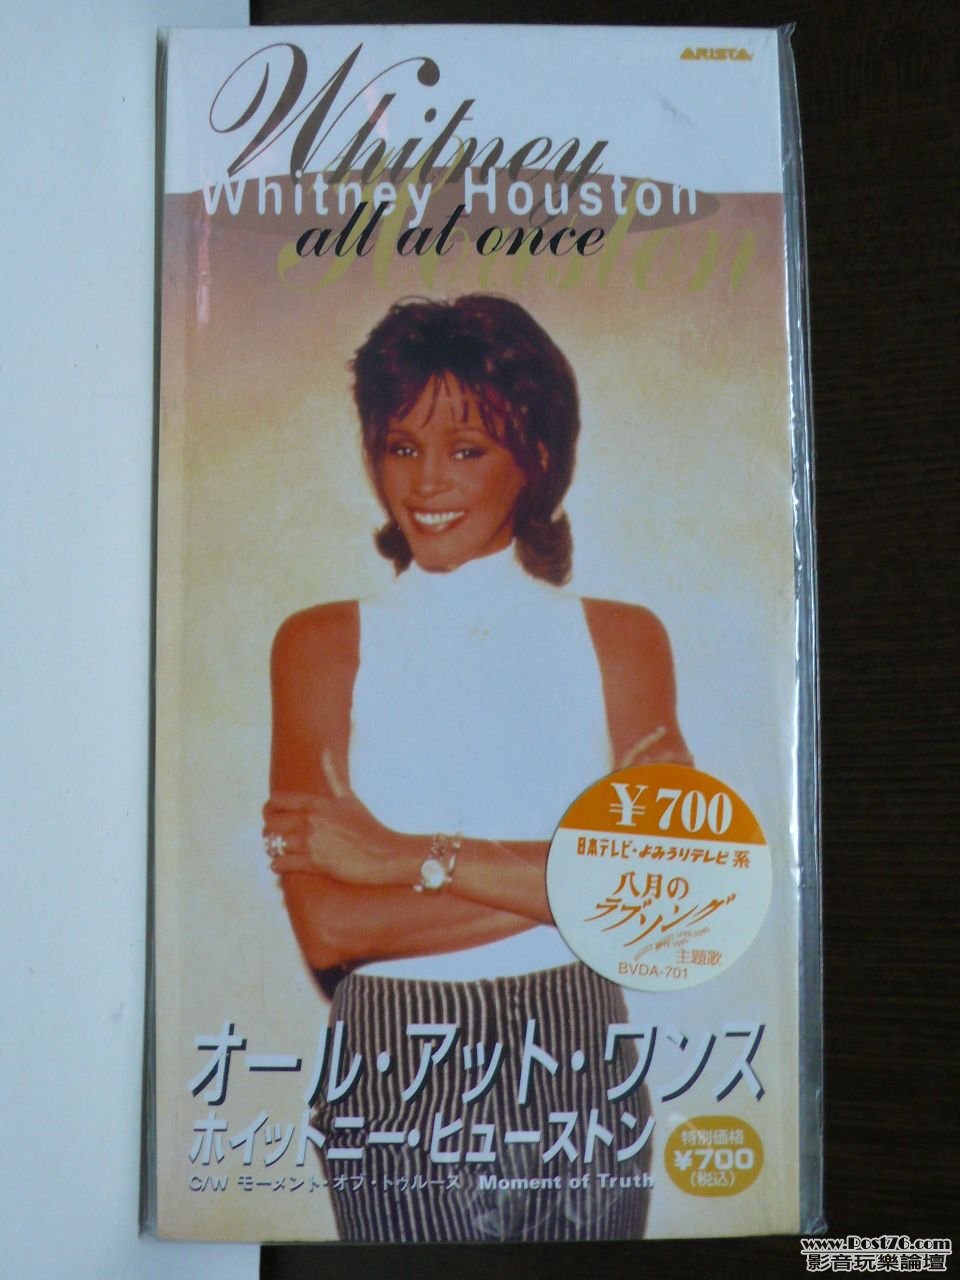 ARISTA
Whitney
Houston
Whitney Houston
all at once
¥700
日本テレビ・よみうりテレビ系
八月の
ラブソング
AUGUST LOVE SONG
主題歌
BVDA-701
オール・アット・ワンス
ホイットニー・ヒューストン
C/W モーメント・オブ・トゥルース Moment of Truth
特別価格
¥700
(税込)
www.Post76.com
影音玩樂論壇